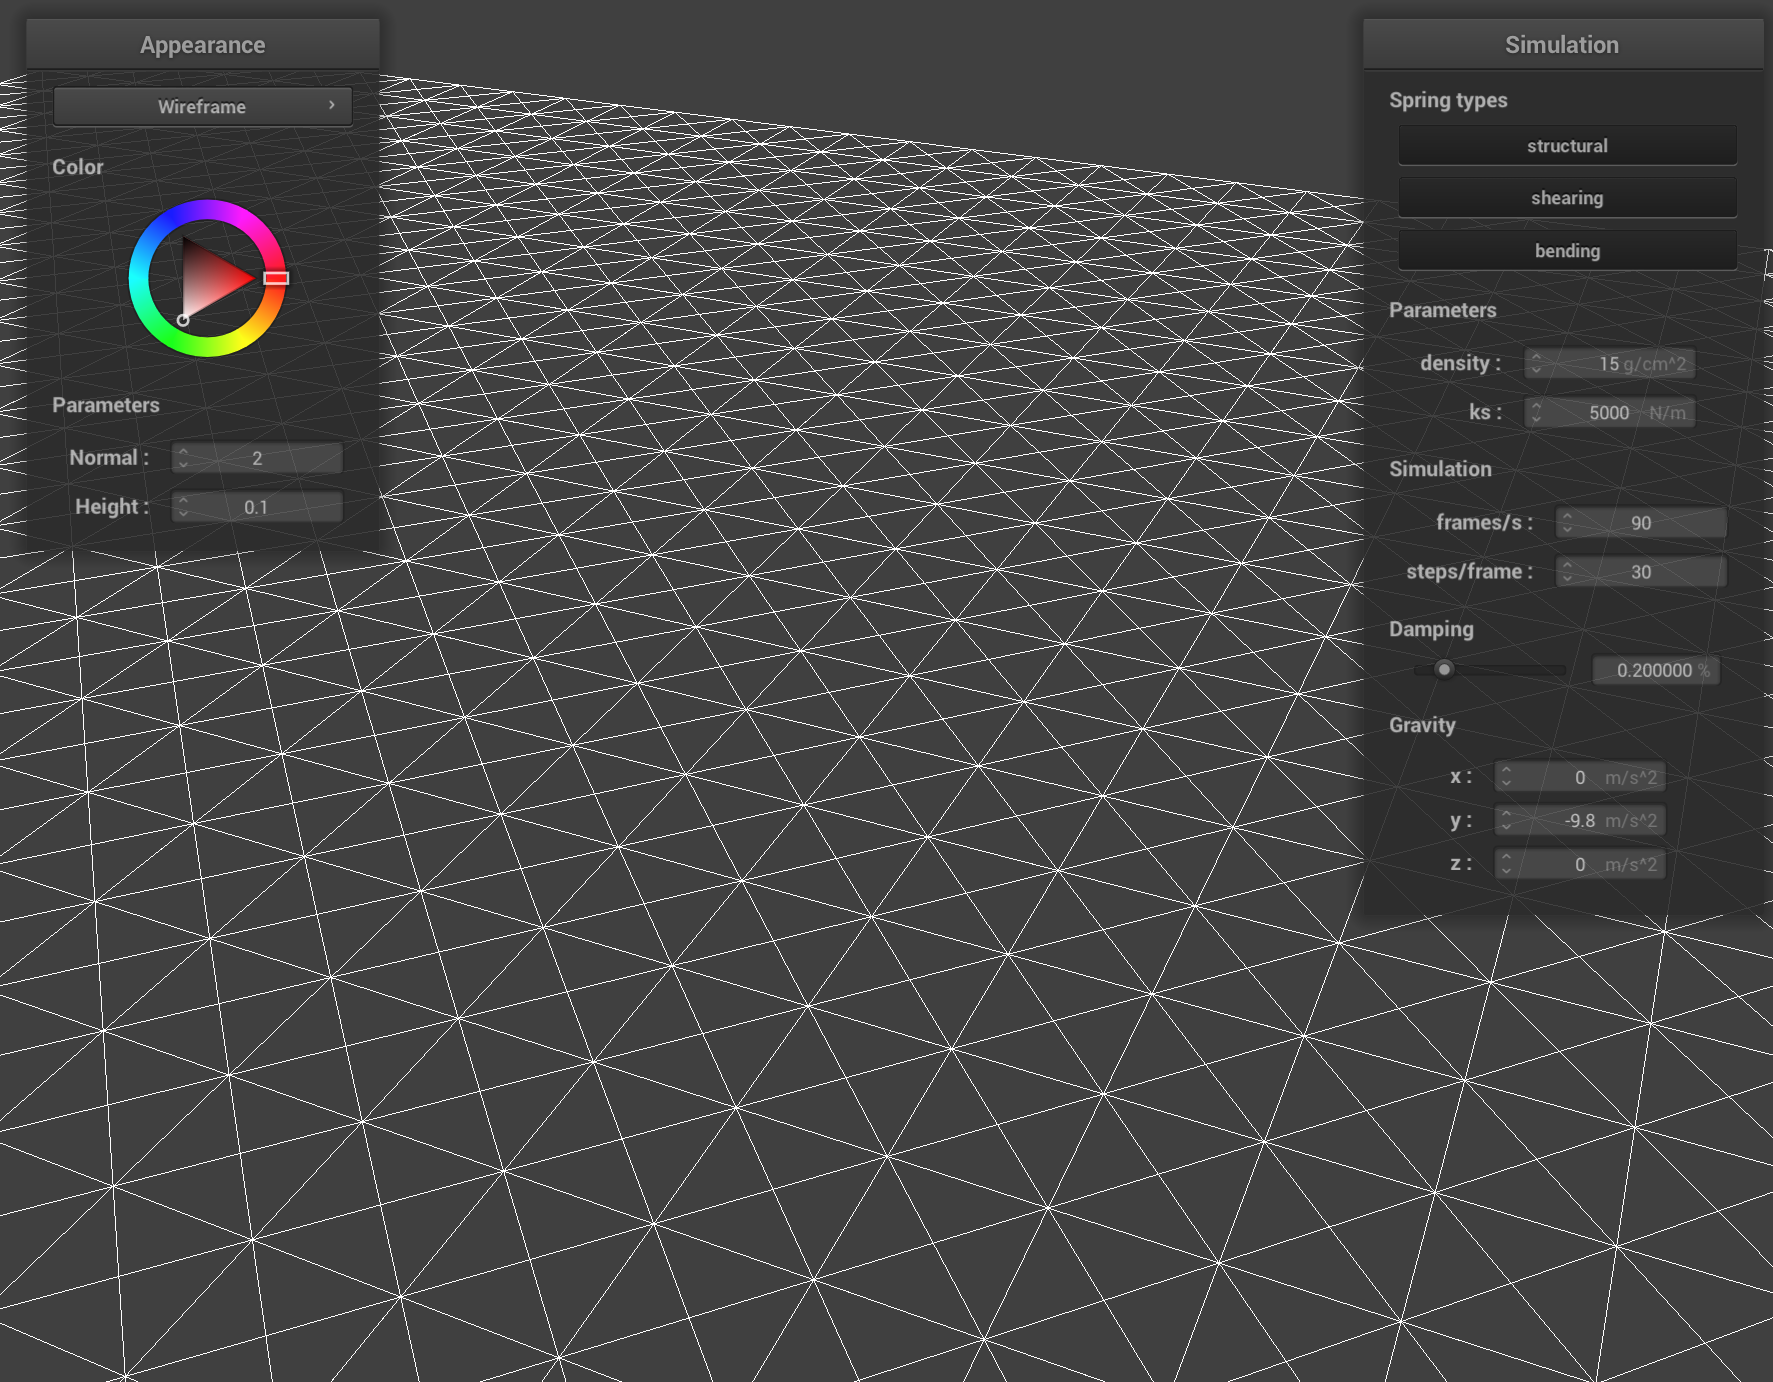 Appearance
Wireframe
Color
Parameters
Normal : 2
Height : 0.1
Simulation
Spring types
structural
shearing
bending
Parameters
density : 15 g/cm^2
ks : 5000 N/m
Simulation
frames/s : 90
steps/frame : 30
Damping
0.200000 %
Gravity
x : 0 m/s^2
y : -9.8 m/s^2
z : 0 m/s^2